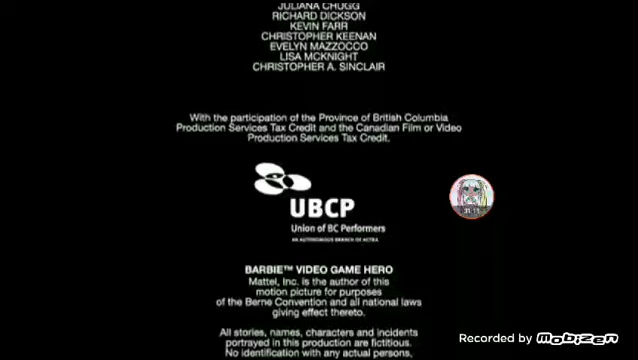 JULIANA CHUGG
RICHARD DICKSON
KEVIN FARR
CHRISTOPHER KEENAN
EVELYN MAZZOCCO
LISA MCKNIGHT
CHRISTOPHER A. SINCLAIR
With the participation of the Province of British Columbia
Production Services Tax Credit and the Canadian Film or Video
Production Services Tax Credit.
UBCP
Union of BC Performers
AN AUTONOMOUS BRANCH OF ACTRA
31:11
BARBIE™ VIDEO GAME HERO
Mattel, Inc. is the author of this
motion picture for purposes
of the Berne Convention and all national laws
giving effect thereto.
All stories, names, characters and incidents
portrayed in this production are fictitious.
No identification with any actual persons,
Recorded by mobizen